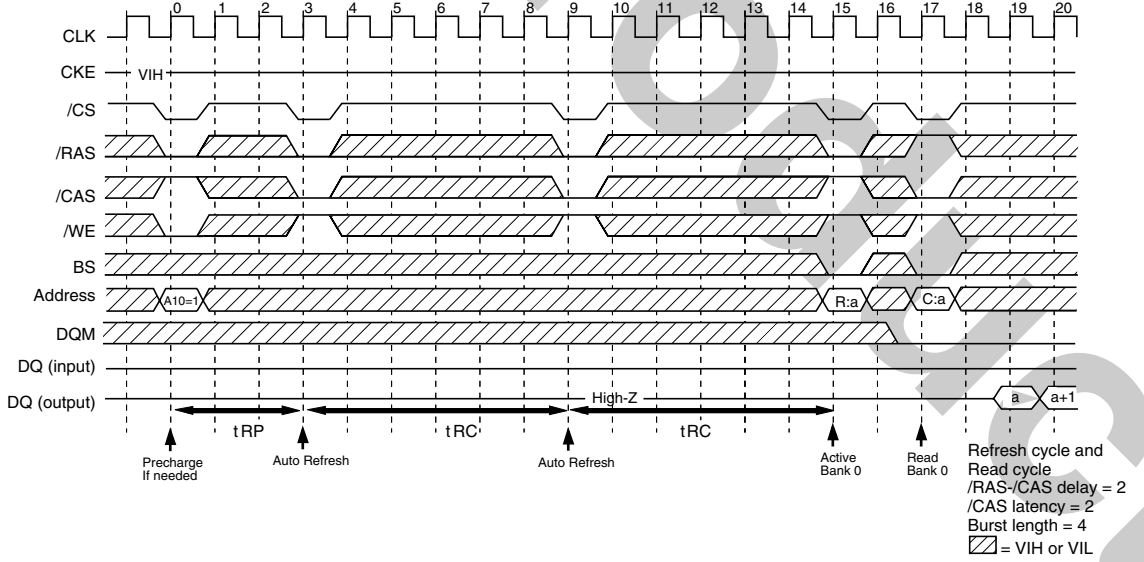 0 1 2 3 4 5 6 7 8 9 10 11 12 13 14 15 16 17 18 19 20
CLK
CKE VIH
/CS
/RAS
/CAS
/WE
BS
Address A10=1 R:a C:a
DQM
DQ (input)
DQ (output) High-Z a a+1
tRP tRC tRC
Precharge
If needed
Auto Refresh
Auto Refresh
Active
Bank 0
Read
Bank 0
Refresh cycle and
Read cycle
/RAS-/CAS delay = 2
/CAS latency = 2
Burst length = 4
= VIH or VIL